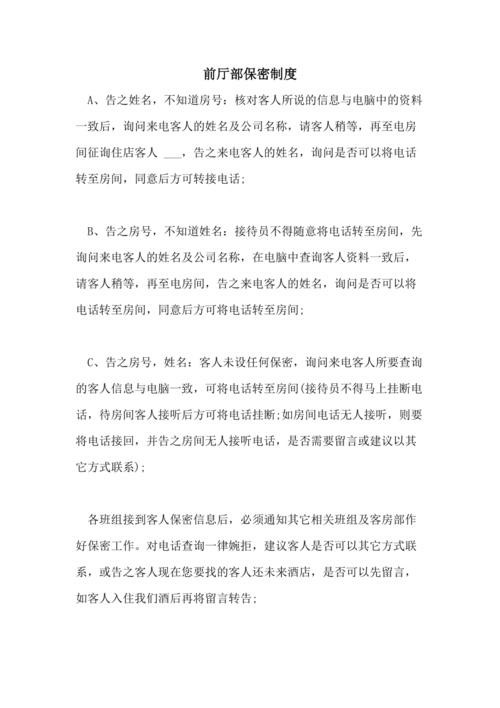 前厅部保密制度
A、告之姓名，不知道房号：核对客人所说的信息与电脑中的资料
一致后，询问来电客人的姓名及公司名称，请客人稍等，再至电房
间征询住店客人 ___，告之来电客人的姓名，询问是否可以将电话
转至房间，同意后方可转接电话;
B、告之房号，不知道姓名：接待员不得随意将电话转至房间，先
询问来电客人的姓名及公司名称，在电脑中查询客人资料一致后，
请客人稍等，再至电房间，告之来电客人的姓名，询问是否可以将
电话转至房间，同意后方可将电话转至房间;
C、告之房号，姓名：客人未设任何保密，询问来电客人所要查询
的客人信息与电脑一致，可将电话转至房间(接待员不得马上挂断电
话，待房间客人接听后方可将电话挂断;如房间电话无人接听，则要
将电话接回，并告之房间无人接听电话，是否需要留言或建议以其
它方式联系);
各班组接到客人保密信息后，必须通知其它相关班组及客房部作
好保密工作。对电话查询一律婉拒，建议客人是否可以其它方式联
系，或告之客人现在您要找的客人还未来酒店，是否可以先留言，
如客人入住我们酒后再将留言转告;